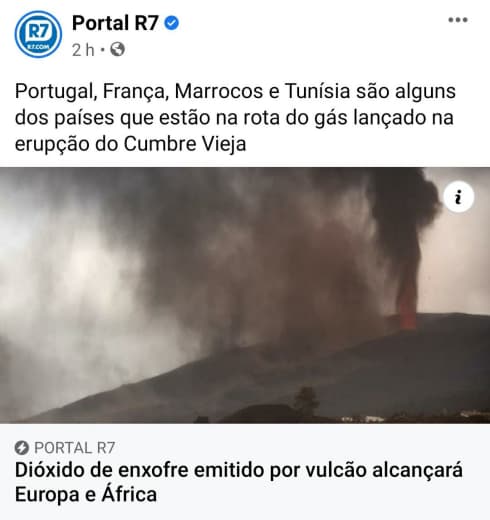 R7
R7.COM
Portal R7
2 h
Portugal, França, Marrocos e Tunísia são alguns
dos países que estão na rota do gás lançado na
erupção do Cumbre Vieja
i
PORTAL R7
Dióxido de enxofre emitido por vulcão alcançará
Europa e África